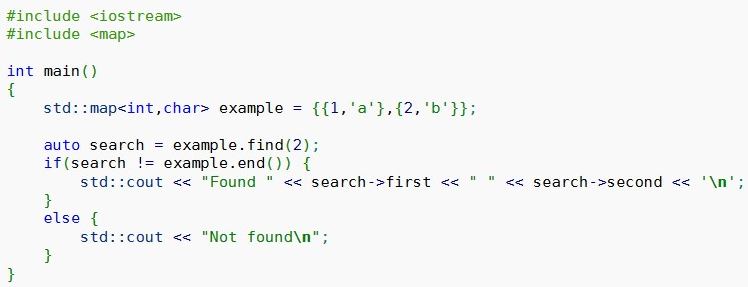 #include <iostream>
#include <map>

int main()
{
    std::map<int,char> example = {{1,'a'},{2,'b'}};

    auto search = example.find(2);
    if(search != example.end()) {
        std::cout << "Found " << search->first << " " << search->second << '\n';
    }
    else {
        std::cout << "Not found\n";
    }
}